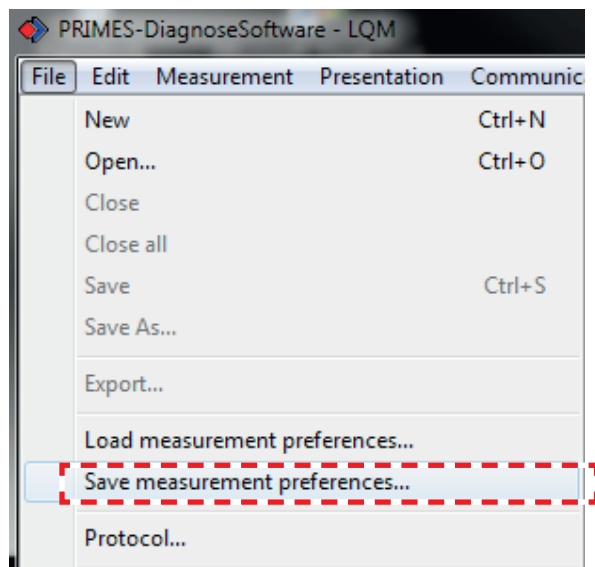 PRIMES-DiagnoseSoftware - LQM
File Edit Measurement Presentation Communic
New Ctrl+N
Open... Ctrl+O
Close
Close all
Save Ctrl+S
Save As...
Export...
Load measurement preferences...
Save measurement preferences...
Protocol...